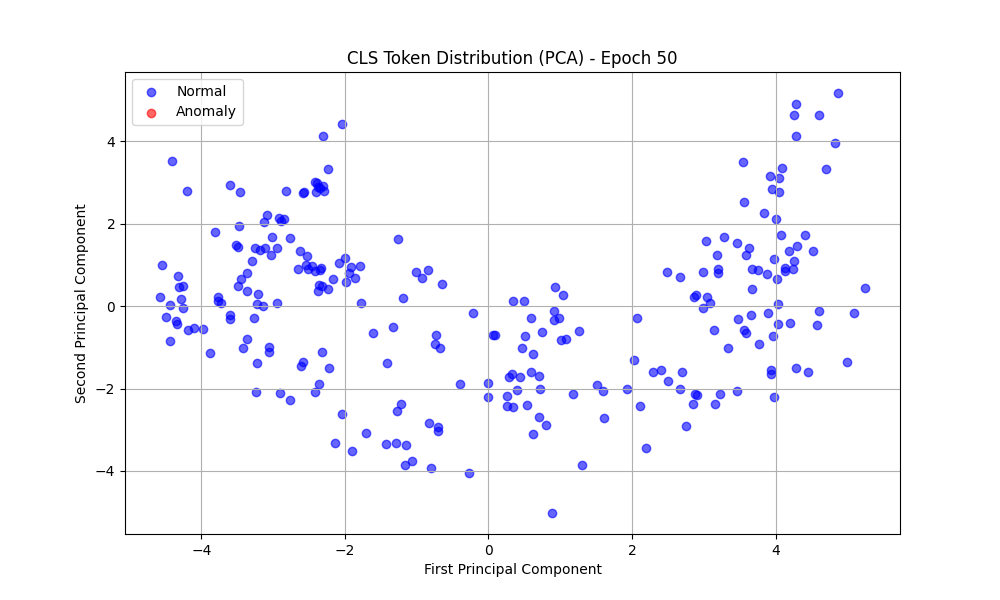 CLS Token Distribution (PCA) - Epoch 50
Normal
Anomaly
Second Principal Component
4
2
0
−2
−4
−4
−2
0
2
4
First Principal Component